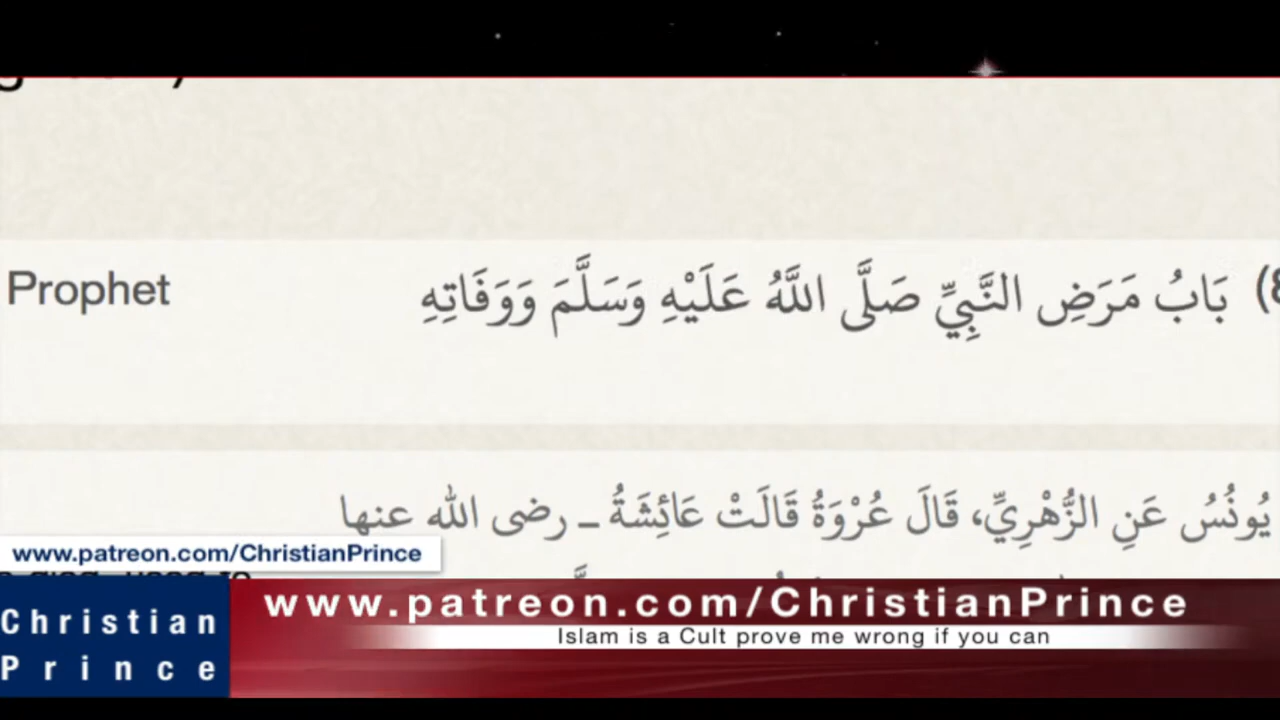 Prophet
بَابُ مَرَضِ النَّبِيِّ صَلَّى اللَّهُ عَلَيْهِ وَسَلَّمَ وَوَفَاتِهِ
يُونُسُ عَنِ الزُّهْرِيِّ، قَالَ عُرْوَةُ قَالَتْ عَائِشَةُ ـ رضى الله عنها
www.patreon.com/ChristianPrince
www.patreon.com/ChristianPrince
Islam is a Cult prove me wrong if you can
Christian
Prince